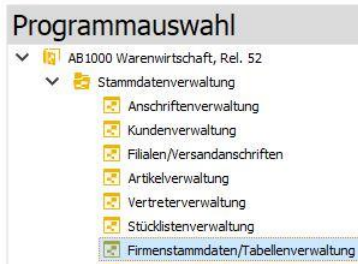 Programmauswahl
AB1000 Warenwirtschaft, Rel. 52
Stammdatenverwaltung
Anschriftenverwaltung
Kundenverwaltung
Filialen/Versandanschriften
Artikelverwaltung
Vertreterverwaltung
Stücklistenverwaltung
Firmenstammdaten/Tabellenverwaltung